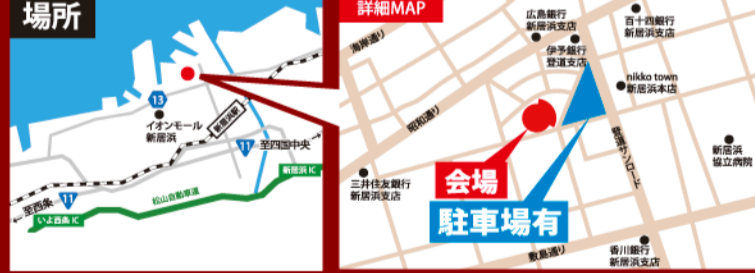 場所
13
イオンモール
新居浜
新居浜駅
11
至四国中央
新居浜 IC
松山自動車道
11
至西条
いよ西条 IC
詳細MAP
海岸通り
広島銀行
新居浜支店
伊予銀行
登道支店
百十四銀行
新居浜支店
nikko town
新居浜本店
昭和通り
登道サンロード
新居浜
協立病院
三井住友銀行
新居浜支店
会場
駐車場有
敷島通り
香川銀行
新居浜支店